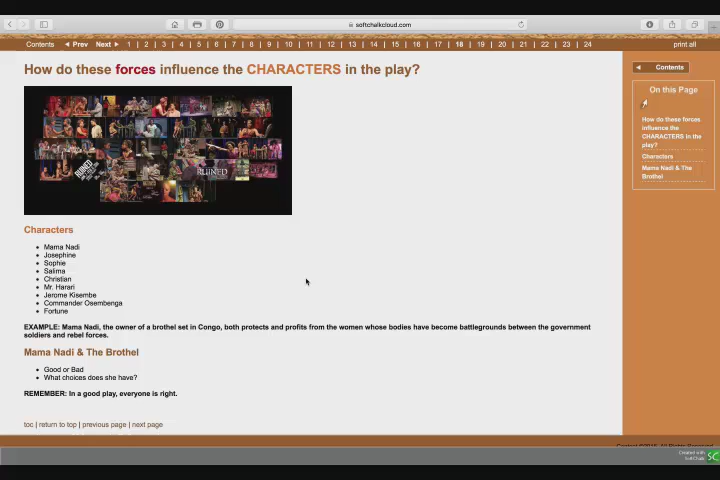 softchalkcloud.com
Contents ◀ Prev Next ▶ 1 | 2 | 3 | 4 | 5 | 6 | 7 | 8 | 9 | 10 | 11 | 12 | 13 | 14 | 15 | 16 | 17 | 18 | 19 | 20 | 21 | 22 | 23 | 24 print all
How do these forces influence the CHARACTERS in the play?
RUINED
RUINED
Characters
• Mama Nadi
• Josephine
• Sophie
• Salima
• Christian
• Mr. Harari
• Jerome Kisembe
• Commander Osembenga
• Fortune
EXAMPLE: Mama Nadi, the owner of a brothel set in Congo, both protects and profits from the women whose bodies have become battlegrounds between the government
soldiers and rebel forces.
Mama Nadi & The Brothel
• Good or Bad
• What choices does she have?
REMEMBER: In a good play, everyone is right.
toc | return to top | previous page | next page
◀ Contents
On this Page
How do these forces
influence the
CHARACTERS in the
play?
Characters
Mama Nadi & The
Brothel
Created with
SoftChalk
SC